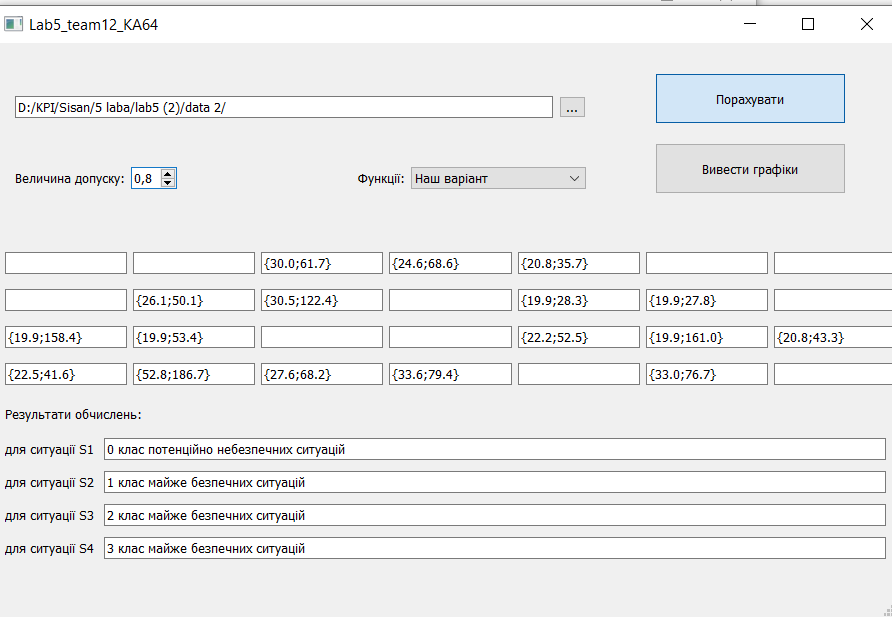 Lab5_team12_KA64
D:/KPI/Sisan/5 laba/lab5 (2)/data 2/
...
Порахувати
Величина допуску: 0,8
Функції: Наш варіант
Вивести графіки
{30.0;61.7} {24.6;68.6} {20.8;35.7}
{26.1;50.1} {30.5;122.4} {19.9;28.3} {19.9;27.8}
{19.9;158.4} {19.9;53.4} {22.2;52.5} {19.9;161.0} {20.8;43.3}
{22.5;41.6} {52.8;186.7} {27.6;68.2} {33.6;79.4} {33.0;76.7}
Результати обчислень:
для ситуації S1 0 клас потенційно небезпечних ситуацій
для ситуації S2 1 клас майже безпечних ситуацій
для ситуації S3 2 клас майже безпечних ситуацій
для ситуації S4 3 клас майже безпечних ситуацій